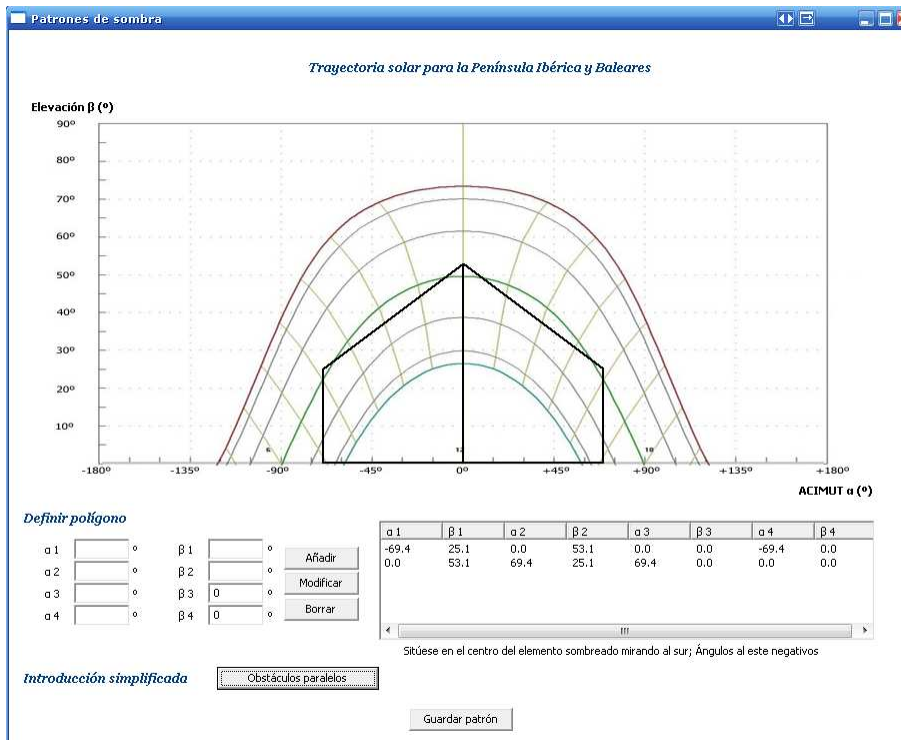 Patrones de sombra
Trayectoria solar para la Península Ibérica y Baleares
Elevación β (º)
90º
80º
70º
60º
50º
40º
30º
20º
10º
6 12 18
-180º -135º -90º -45º 0º +45º +90º +135º +180º
ACIMUT α (º)
Definir polígono
α 1 º β 1 º
α 2 º β 2 º
α 3 º β 3 0 º
α 4 º β 4 0 º
Añadir
Modificar
Borrar
α 1 β 1 α 2 β 2 α 3 β 3 α 4 β 4
-69.4 25.1 0.0 53.1 0.0 0.0 -69.4 0.0
0.0 53.1 69.4 25.1 69.4 0.0 0.0 0.0
Sitúese en el centro del elemento sombreado mirando al sur; Ángulos al este negativos
Introducción simplificada
Obstáculos paralelos
Guardar patrón